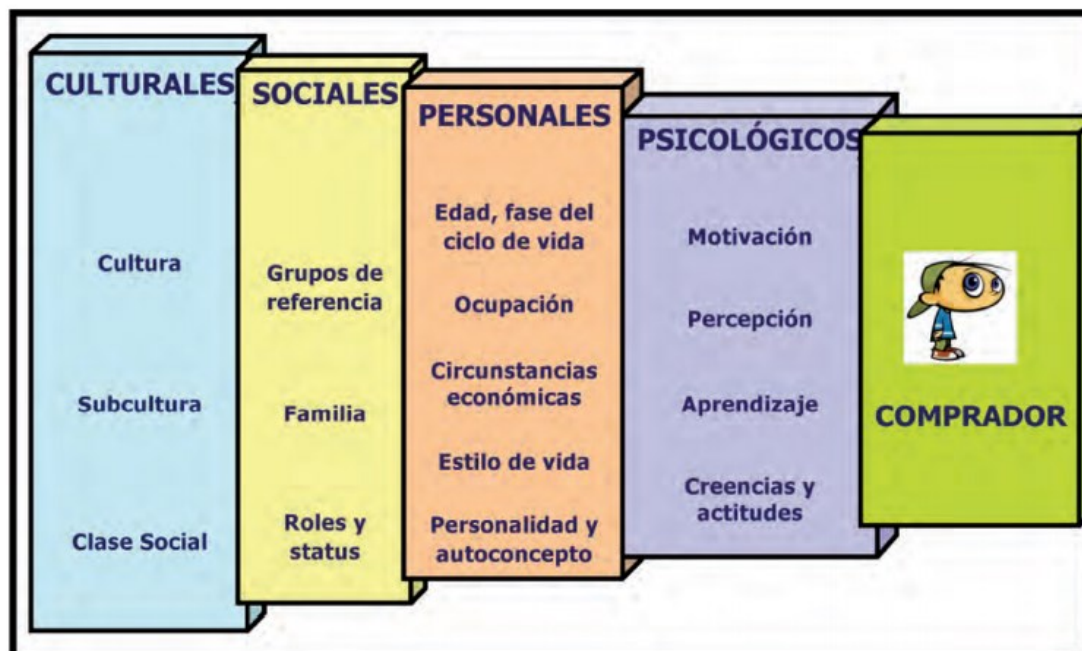 CULTURALES
Cultura
Subcultura
Clase Social
SOCIALES
Grupos de
referencia
Familia
Roles y
status
PERSONALES
Edad, fase del
ciclo de vida
Ocupación
Circunstancias
económicas
Estilo de vida
Personalidad y
autoconcepto
PSICOLÓGICOS
Motivación
Percepción
Aprendizaje
Creencias y
actitudes
COMPRADOR